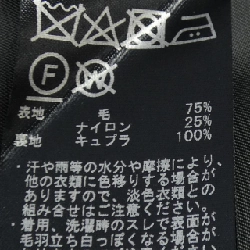 F W
表地 毛 75%
ナイロン 25%
裏地 キュプラ 100%
・汗や雨等の水分や摩擦により、
他の衣類に色移りする場合が
ありますので、淡色衣類との
組み合せはご注意ください。
・着用、洗濯時のスレで表面が
毛羽立ち白っぽくなる場合が